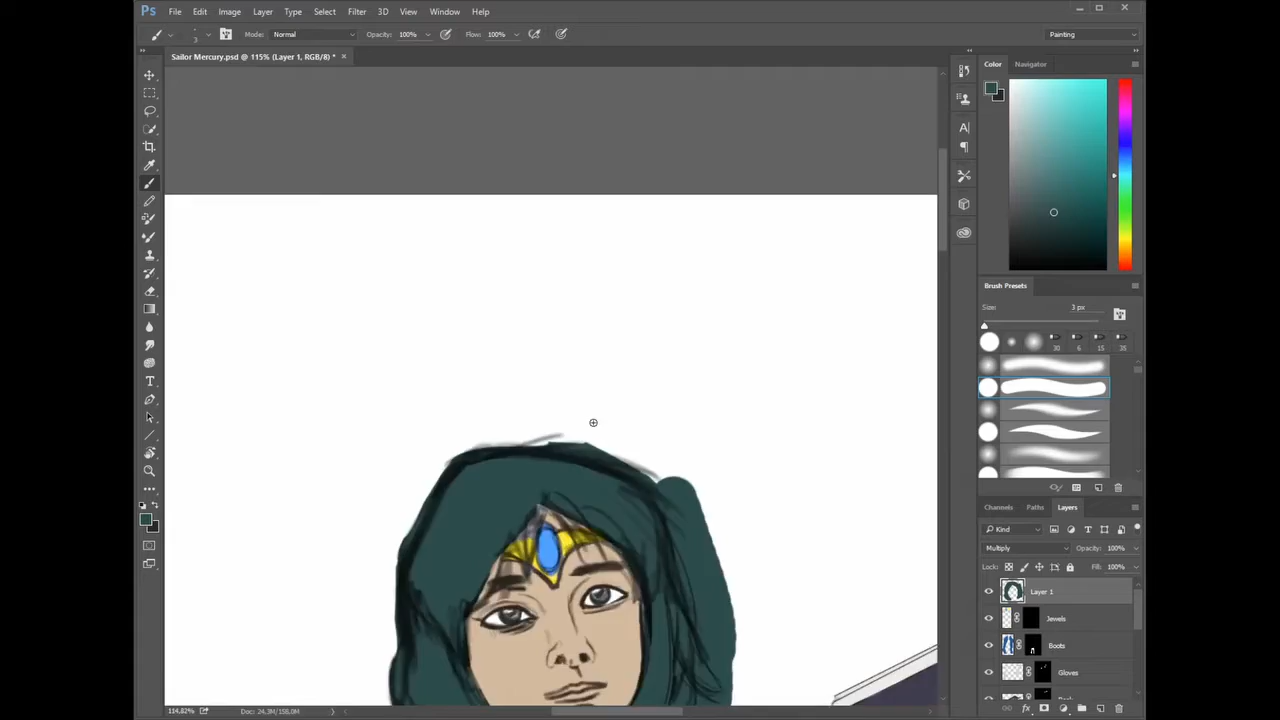 Ps File Edit Image Layer Type Select Filter 3D View Window Help
Mode: Normal Opacity: 100% Flow: 100% Painting
3
Sailor Mercury.psd @ 115% (Layer 1, RGB/8) *
Color Navigator
Brush Presets
Size: 3 px
30 6 15 35
Channels Paths Layers
Kind
Multiply Opacity: 100%
Lock: Fill: 100%
Layer 1
Jewels
Boots
Gloves
114.82% Doc: 34.3M/158.0M